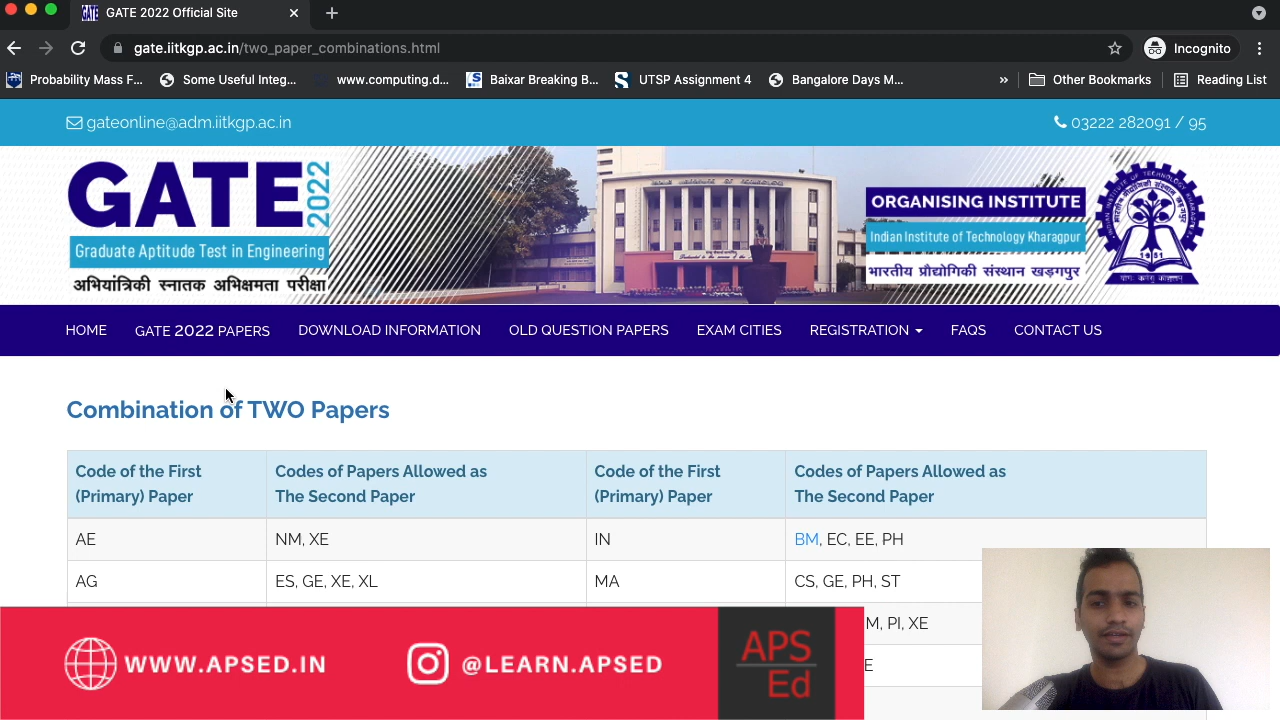 GATE 2022 Official Site
gate.iitkgp.ac.in/two_paper_combinations.html
Incognito
Probability Mass F...
Some Useful Integ...
www.computing.d...
Baixar Breaking B...
UTSP Assignment 4
Bangalore Days M...
»
Other Bookmarks
Reading List
gateonline@adm.iitkgp.ac.in
03222 282091 / 95
GATE 2022
Graduate Aptitude Test in Engineering
अभियांत्रिकी स्नातक अभिक्षमता परीक्षा
ORGANISING INSTITUTE
Indian Institute of Technology Kharagpur
भारतीय प्रौद्योगिकी संस्थान खड़गपुर
1951
HOME
GATE 2022 PAPERS
DOWNLOAD INFORMATION
OLD QUESTION PAPERS
EXAM CITIES
REGISTRATION
FAQS
CONTACT US
Combination of TWO Papers
Code of the First
(Primary) Paper
Codes of Papers Allowed as
The Second Paper
Code of the First
(Primary) Paper
Codes of Papers Allowed as
The Second Paper
AE
NM, XE
IN
BM, EC, EE, PH
AG
ES, GE, XE, XL
MA
CS, GE, PH, ST
M, PI, XE
E
WWW.APSED.IN
@LEARN.APSED
APS
Ed